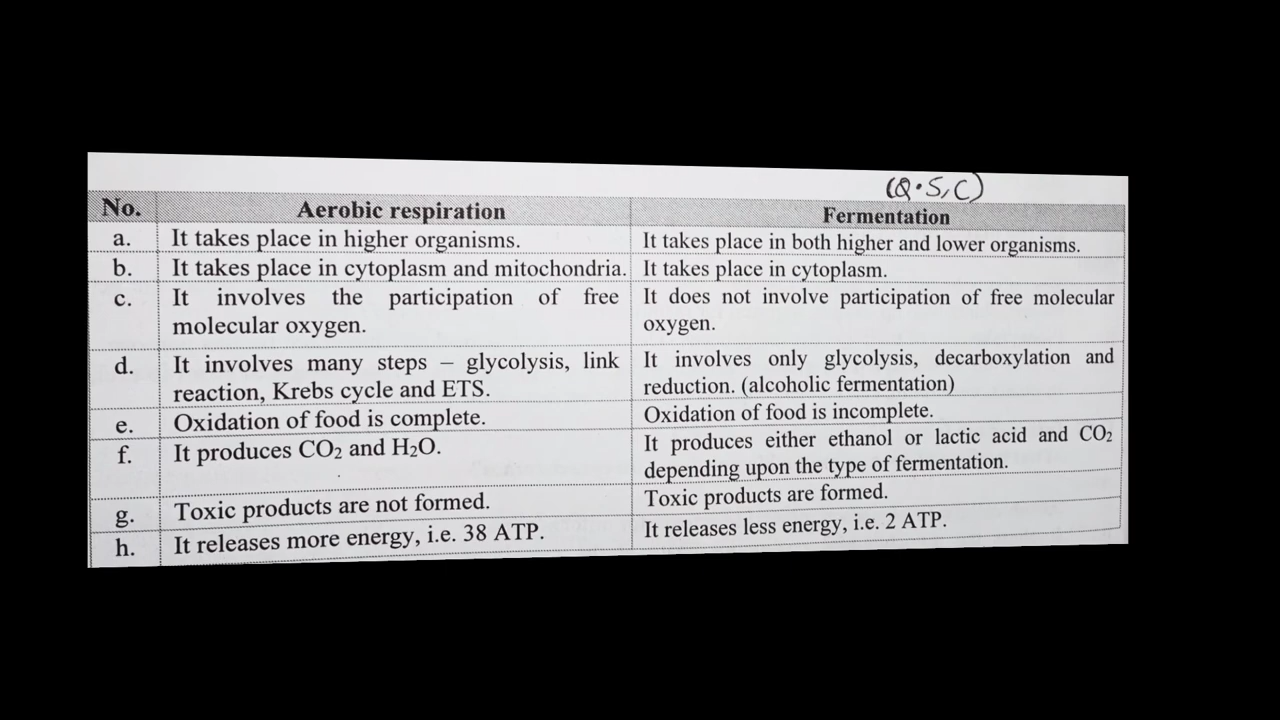 (Q.S,C)
No. Aerobic respiration Fermentation
a. It takes place in higher organisms. It takes place in both higher and lower organisms.
b. It takes place in cytoplasm and mitochondria. It takes place in cytoplasm.
c. It involves the participation of free It does not involve participation of free molecular
molecular oxygen. oxygen.
d. It involves many steps – glycolysis, link It involves only glycolysis, decarboxylation and
reaction, Krebs cycle and ETS. reduction. (alcoholic fermentation)
e. Oxidation of food is complete. Oxidation of food is incomplete.
f. It produces CO₂ and H₂O. It produces either ethanol or lactic acid and CO₂
depending upon the type of fermentation.
g. Toxic products are not formed. Toxic products are formed.
h. It releases more energy, i.e. 38 ATP. It releases less energy, i.e. 2 ATP.